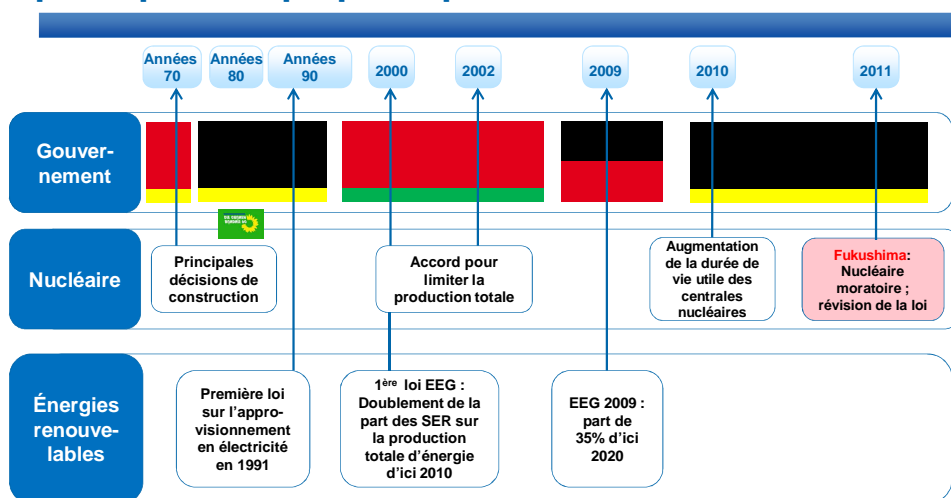 Années
70
Années
80
Années
90
2000
2002
2009
2010
2011
Gouver-
nement
Nucléaire
Principales
décisions de
construction
Accord pour
limiter la
production totale
Augmentation
de la durée de
vie utile des
centrales
nucléaires
Fukushima:
Nucléaire
moratoire ;
révision de la loi
Énergies
renouve-
lables
Première loi
sur l’appro-
visionnement
en électricité
en 1991
1ère loi EEG :
Doublement de la
part des SER sur
la production
totale d’énergie
d’ici 2010
EEG 2009 :
part de
35% d’ici
2020